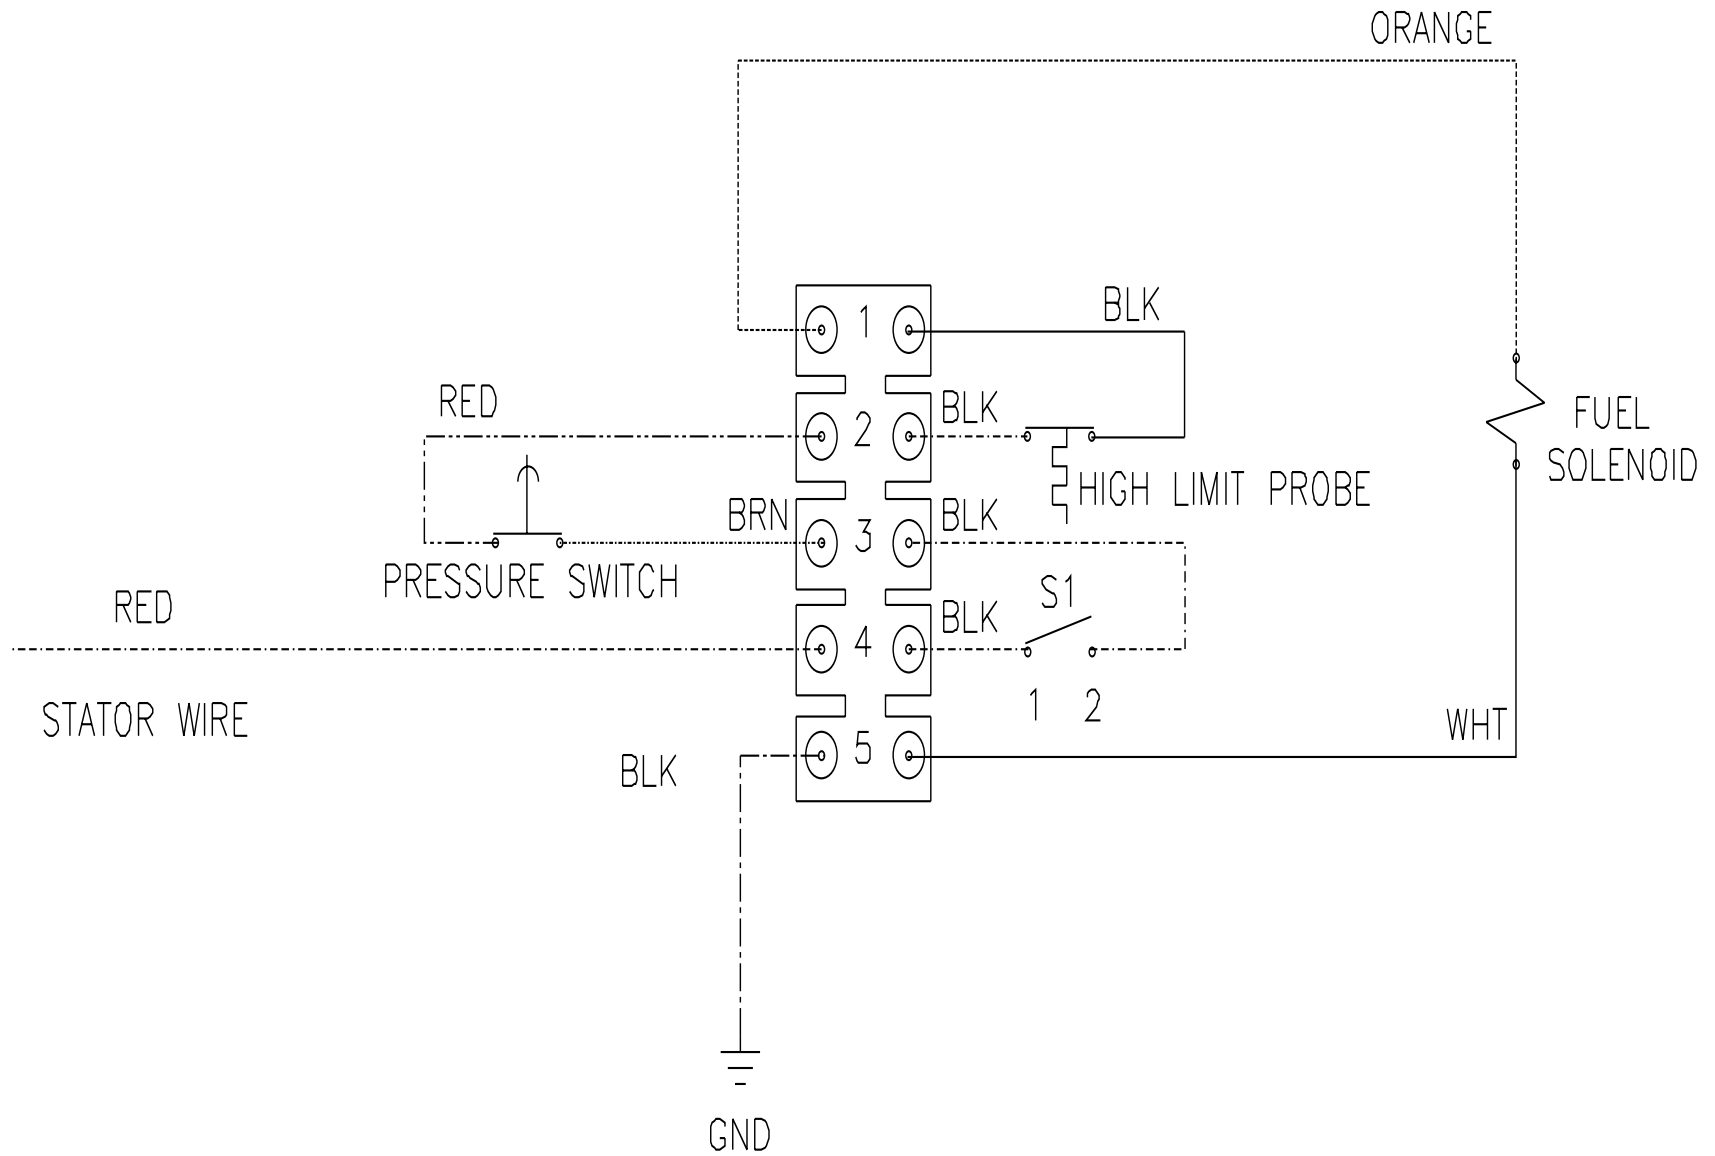 ORANGE
BLK
1
RED
BLK
2
FUEL
SOLENOID
HIGH LIMIT PROBE
BRN
3
BLK
PRESSURE SWITCH
S1
RED
BLK
4
1 2
STATOR WIRE
WHT
5
BLK
GND